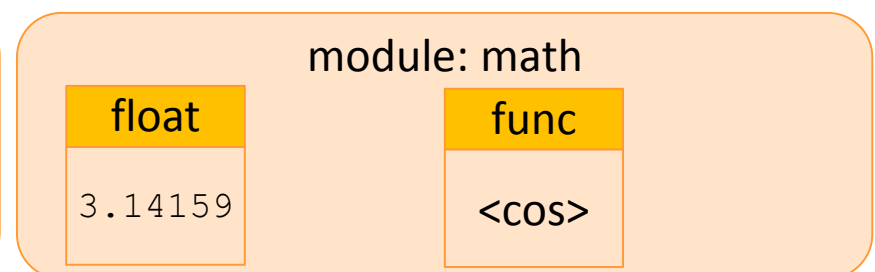 module: math
float
func
3.14159
<cos>